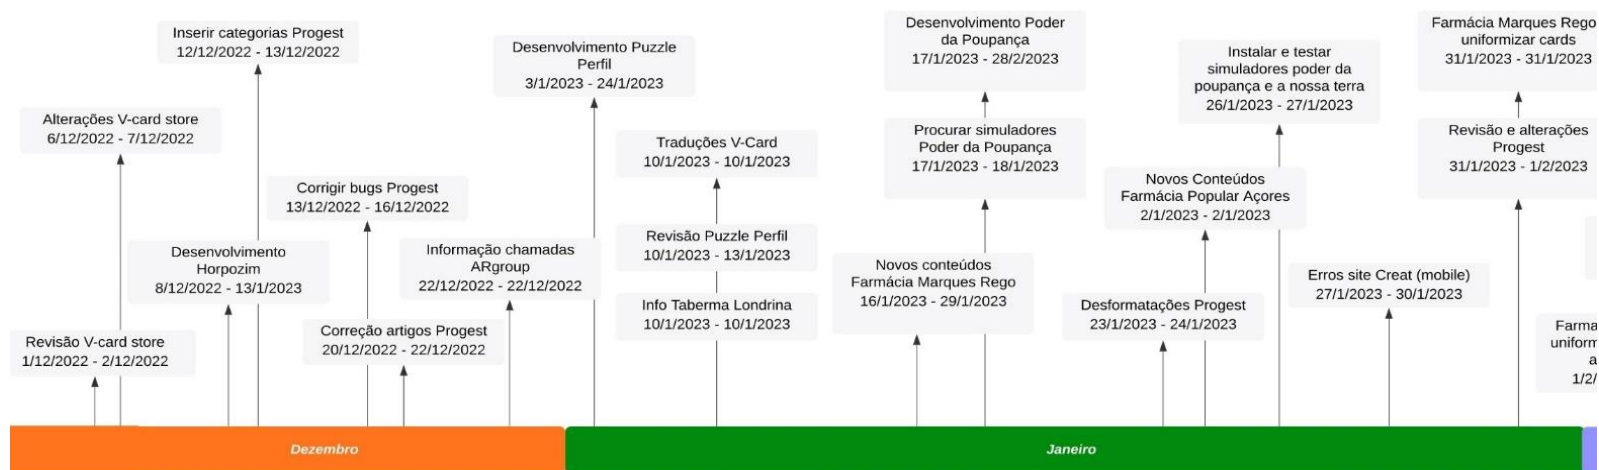 Inserir categorias Progest
12/12/2022 - 13/12/2022
Alterações V-card store
6/12/2022 - 7/12/2022
Corrigir bugs Progest
13/12/2022 - 16/12/2022
Desenvolvimento
Horpozim
8/12/2022 - 13/1/2023
Informação chamadas
ARgroup
22/12/2022 - 22/12/2022
Revisão V-card store
1/12/2022 - 2/12/2022
Correção artigos Progest
20/12/2022 - 22/12/2022
Desenvolvimento Puzzle
Perfil
3/1/2023 - 24/1/2023
Traduções V-Card
10/1/2023 - 10/1/2023
Revisão Puzzle Perfil
10/1/2023 - 13/1/2023
Info Taberma Londrina
10/1/2023 - 10/1/2023
Desenvolvimento Poder
da Poupança
17/1/2023 - 28/2/2023
Procurar simuladores
Poder da Poupança
17/1/2023 - 18/1/2023
Novos conteúdos
Farmácia Marques Rego
16/1/2023 - 29/1/2023
Instalar e testar
simuladores poder da
poupança e a nossa terra
26/1/2023 - 27/1/2023
Novos Conteúdos
Farmácia Popular Açores
2/1/2023 - 2/1/2023
Desformatações Progest
23/1/2023 - 24/1/2023
Erros site Creat (mobile)
27/1/2023 - 30/1/2023
Farmácia Marques Rego
uniformizar cards
31/1/2023 - 31/1/2023
Revisão e alterações
Progest
31/1/2023 - 1/2/2023
Farma
uniform
a
1/2/
Dezembro
Janeiro